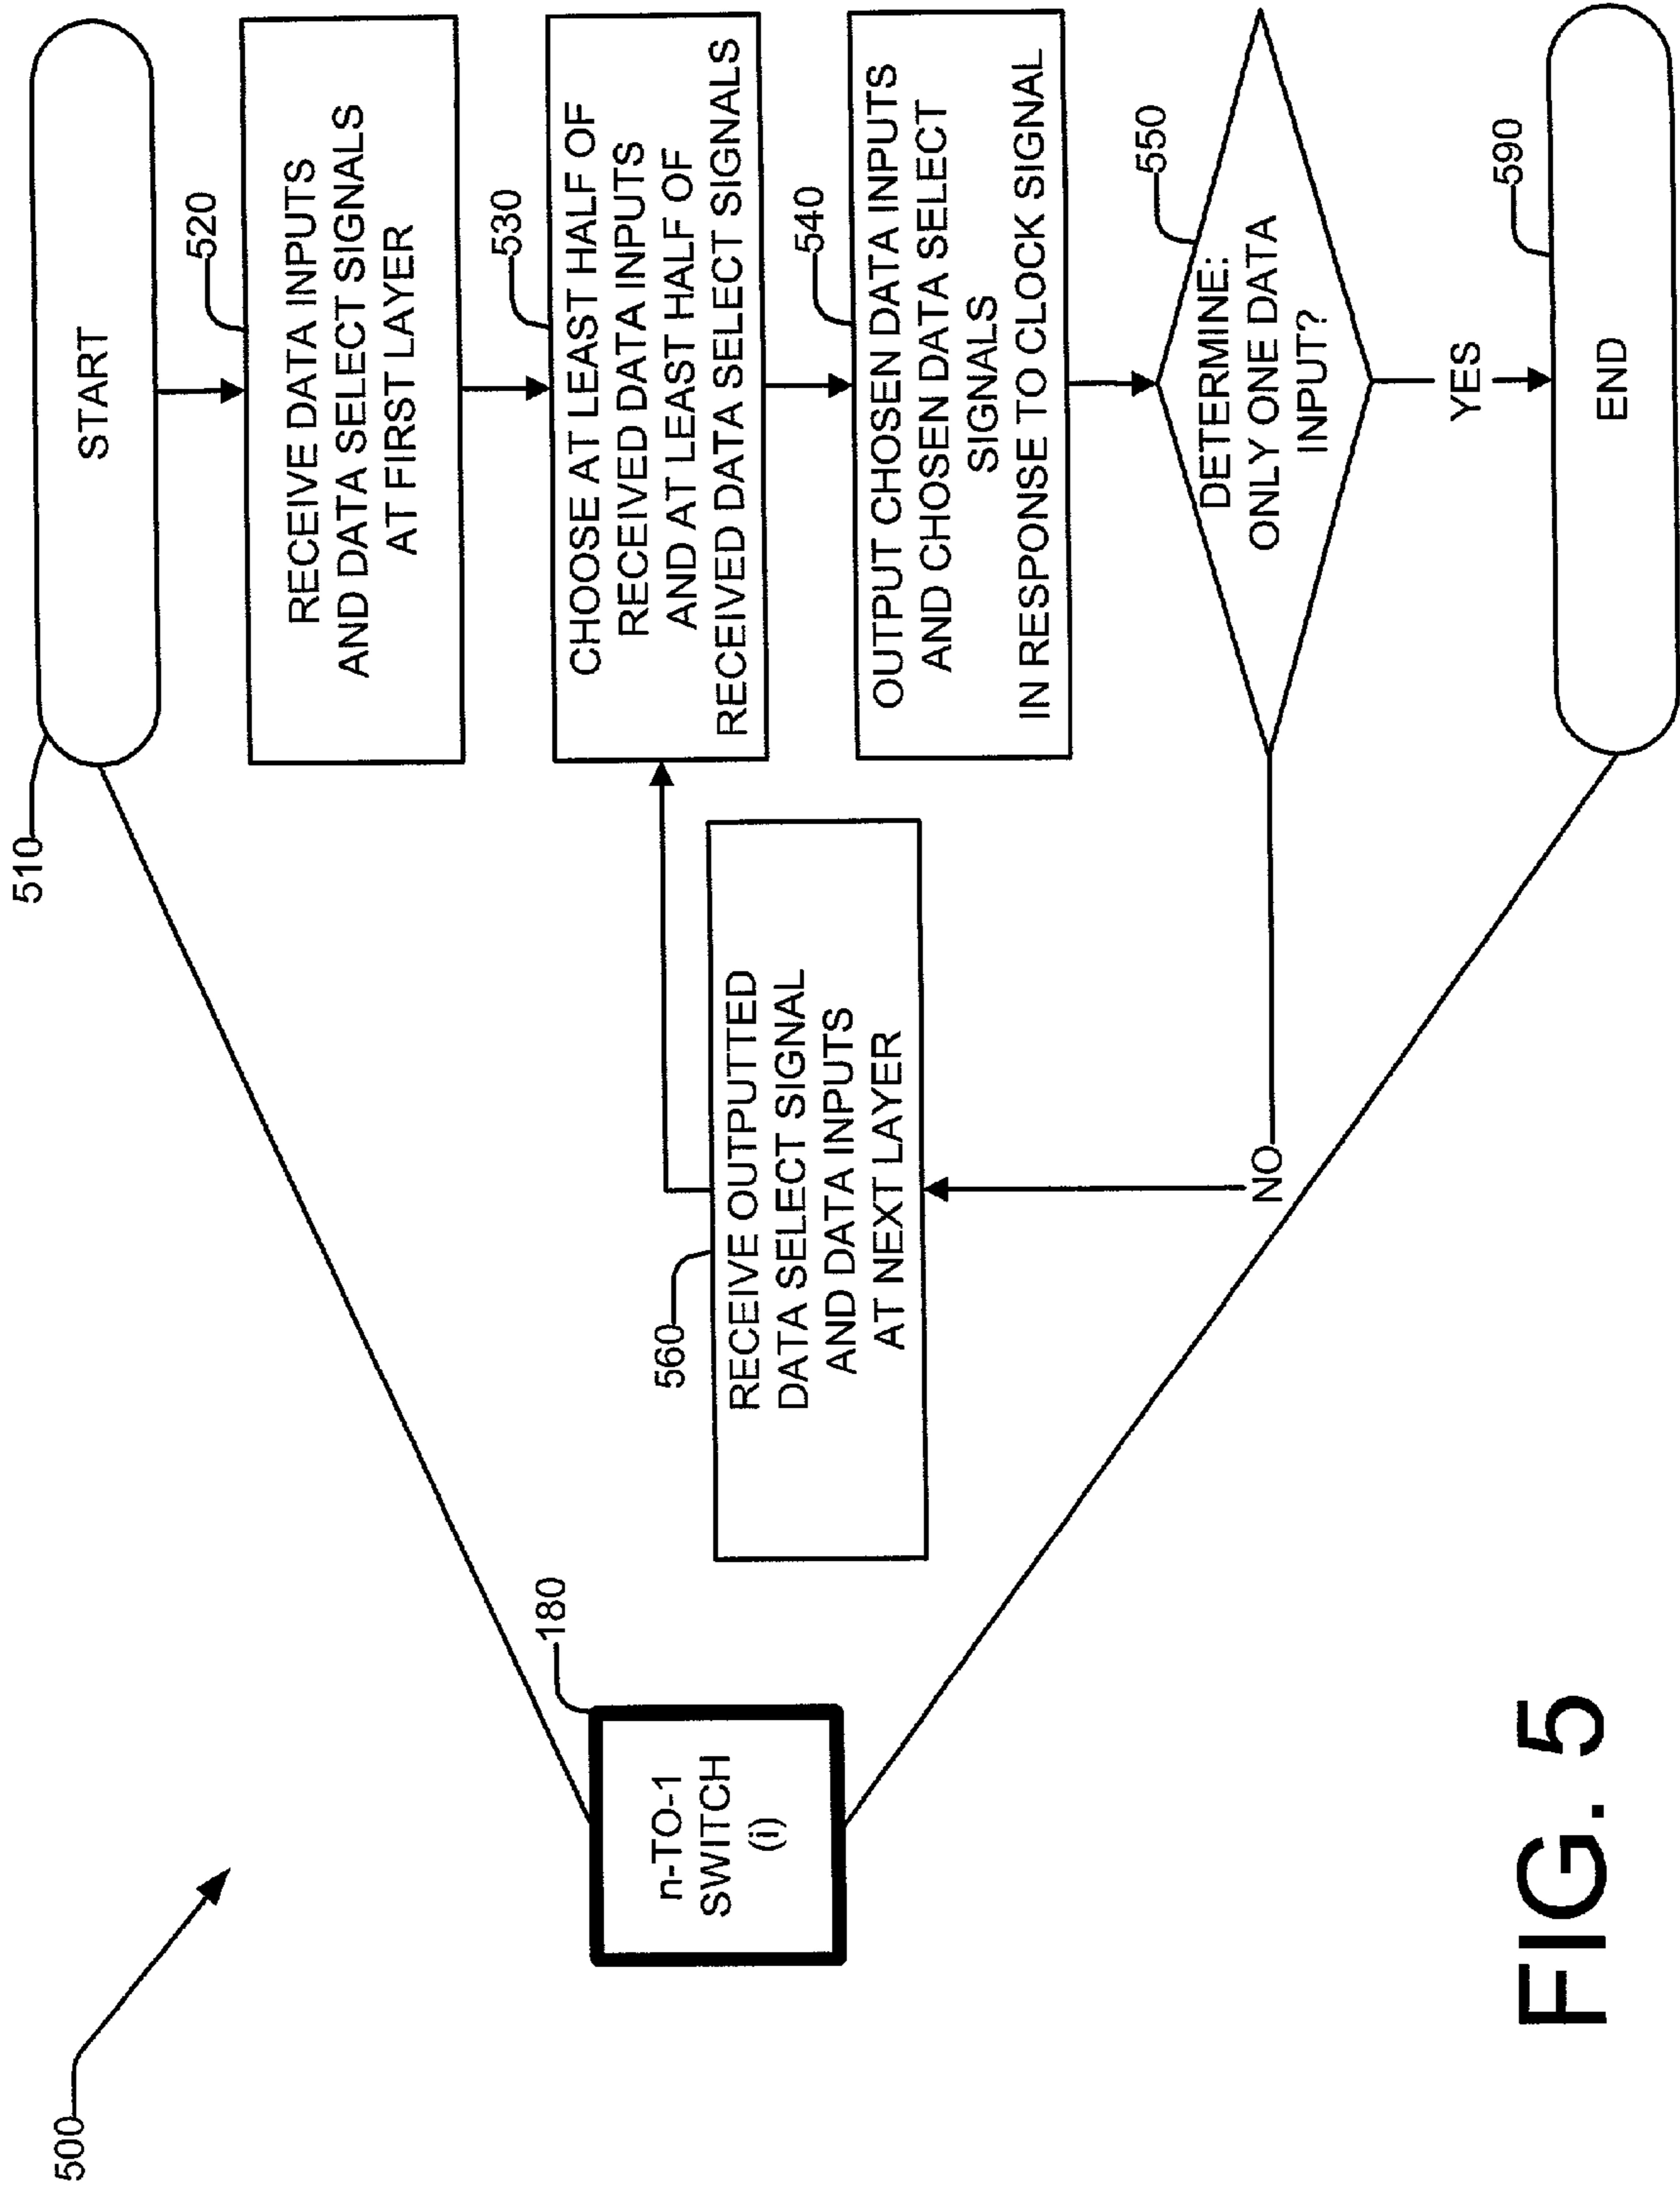 500
n-TO-1
SWITCH
(i)
180
510
START
520
RECEIVE DATA INPUTS
AND DATA SELECT SIGNALS
AT FIRST LAYER
530
CHOOSE AT LEAST HALF OF
RECEIVED DATA INPUTS
AND AT LEAST HALF OF
RECEIVED DATA SELECT SIGNALS
540
OUTPUT CHOSEN DATA INPUTS
AND CHOSEN DATA SELECT
SIGNALS
IN RESPONSE TO CLOCK SIGNAL
550
DETERMINE:
ONLY ONE DATA
INPUT?
NO
560
RECEIVE OUTPUTTED
DATA SELECT SIGNAL
AND DATA INPUTS
AT NEXT LAYER
YES
590
END
FIG. 5